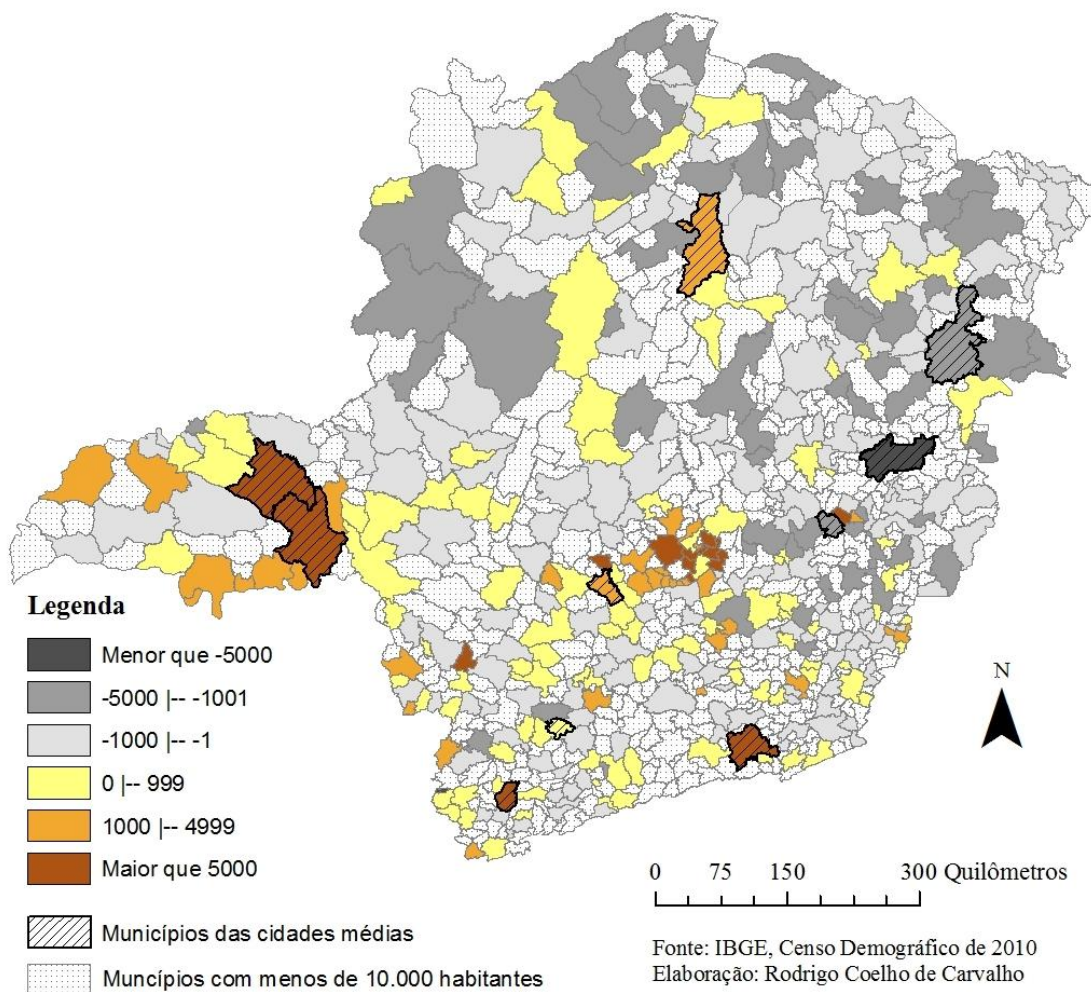 Legenda
Menor que -5000
-5000 |-- -1001
-1000 |-- -1
0 |-- 999
1000 |-- 4999
Maior que 5000
Municípios das cidades médias
Muncípios com menos de 10.000 habitantes
N
0 75 150 300 Quilômetros
Fonte: IBGE, Censo Demográfico de 2010
Elaboração: Rodrigo Coelho de Carvalho